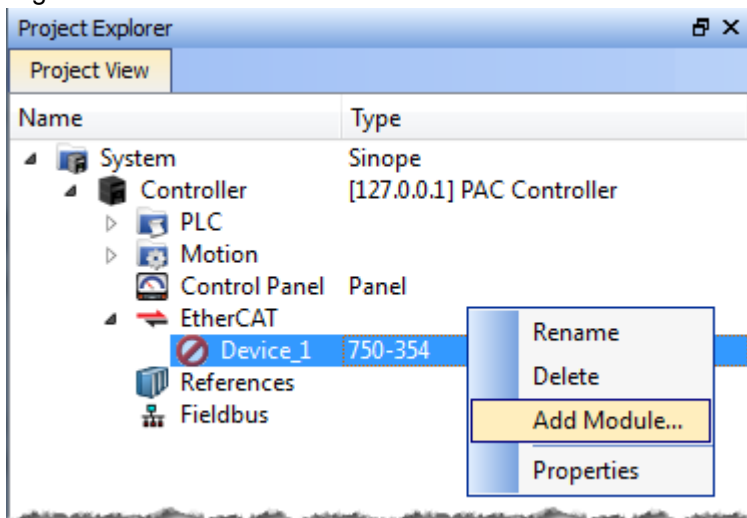 Project Explorer
Project View
Name Type
System Sinope
Controller [127.0.0.1] PAC Controller
PLC
Motion
Control Panel Panel
EtherCAT
Device_1 750-354
References
Fieldbus
Rename
Delete
Add Module...
Properties